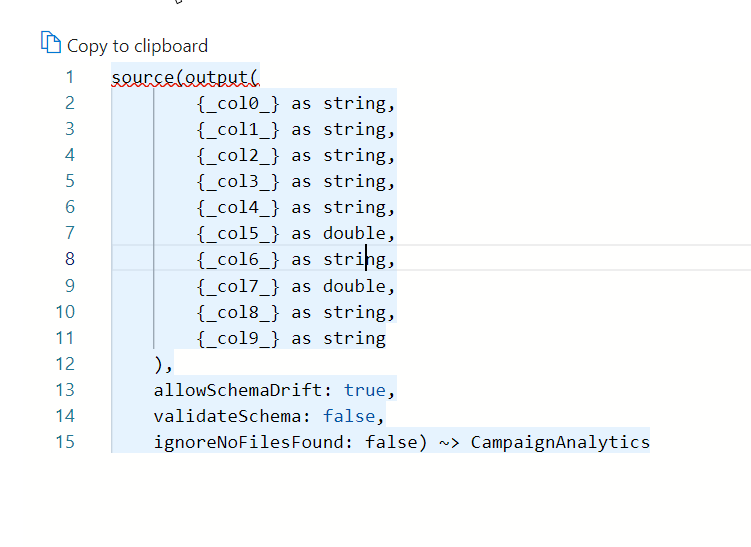 Copy to clipboard
1 source(output(
2 {_col0_} as string,
3 {_col1_} as string,
4 {_col2_} as string,
5 {_col3_} as string,
6 {_col4_} as string,
7 {_col5_} as double,
8 {_col6_} as string,
9 {_col7_} as double,
10 {_col8_} as string,
11 {_col9_} as string
12 ),
13 allowSchemaDrift: true,
14 validateSchema: false,
15 ignoreNoFilesFound: false) ~> CampaignAnalytics